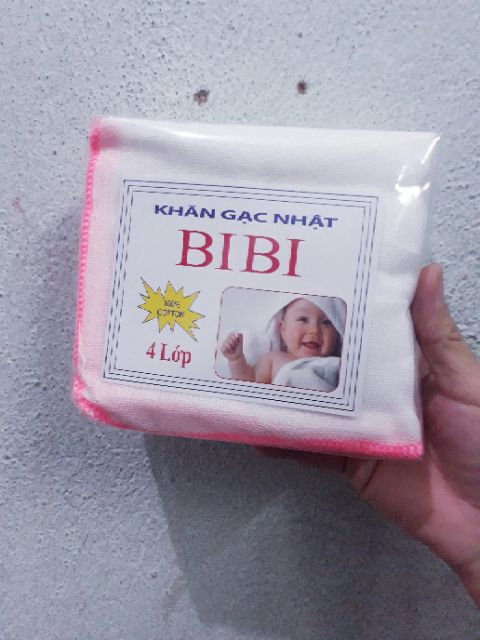 KHĂN GẠC NHẬT
BIBI
100%
COTTON
4 Lớp